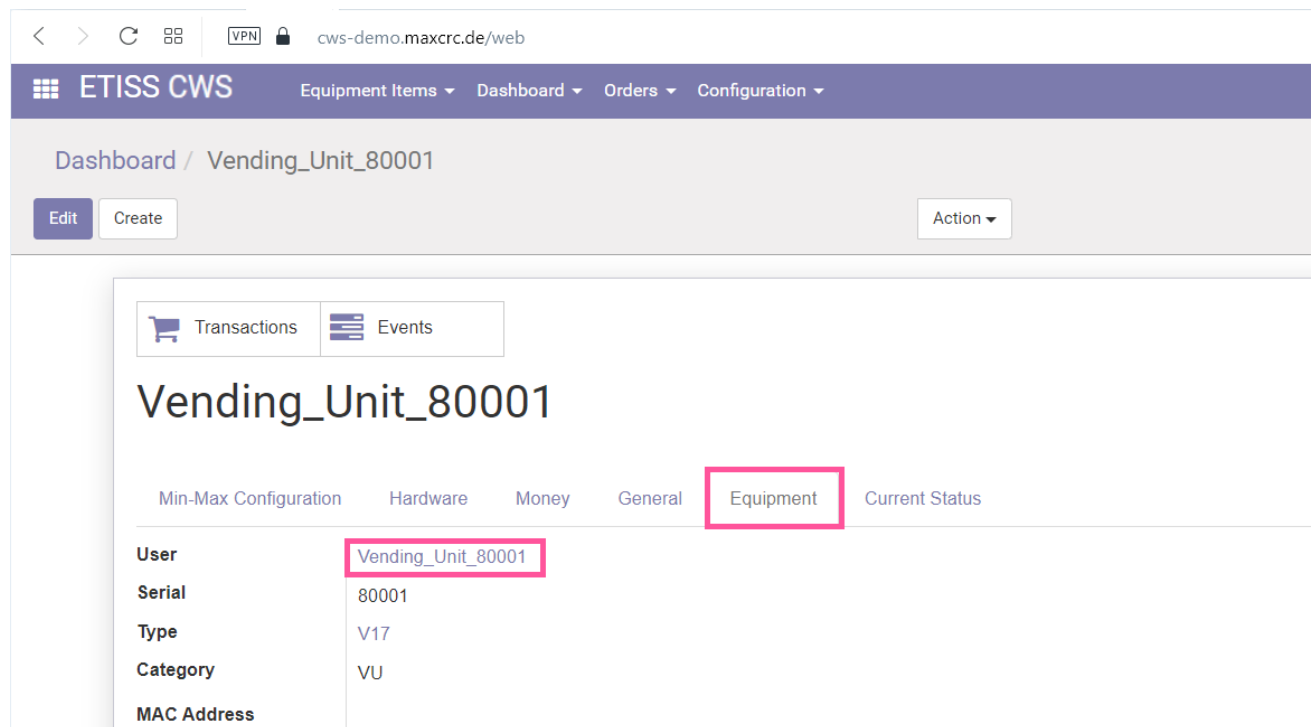 VPN cws-demo.maxcrc.de/web
ETISS CWS Equipment Items Dashboard Orders Configuration
Dashboard / Vending_Unit_80001
Edit Create Action
Transactions Events
Vending_Unit_80001
Min-Max Configuration Hardware Money General Equipment Current Status
User Vending_Unit_80001
Serial 80001
Type V17
Category VU
MAC Address